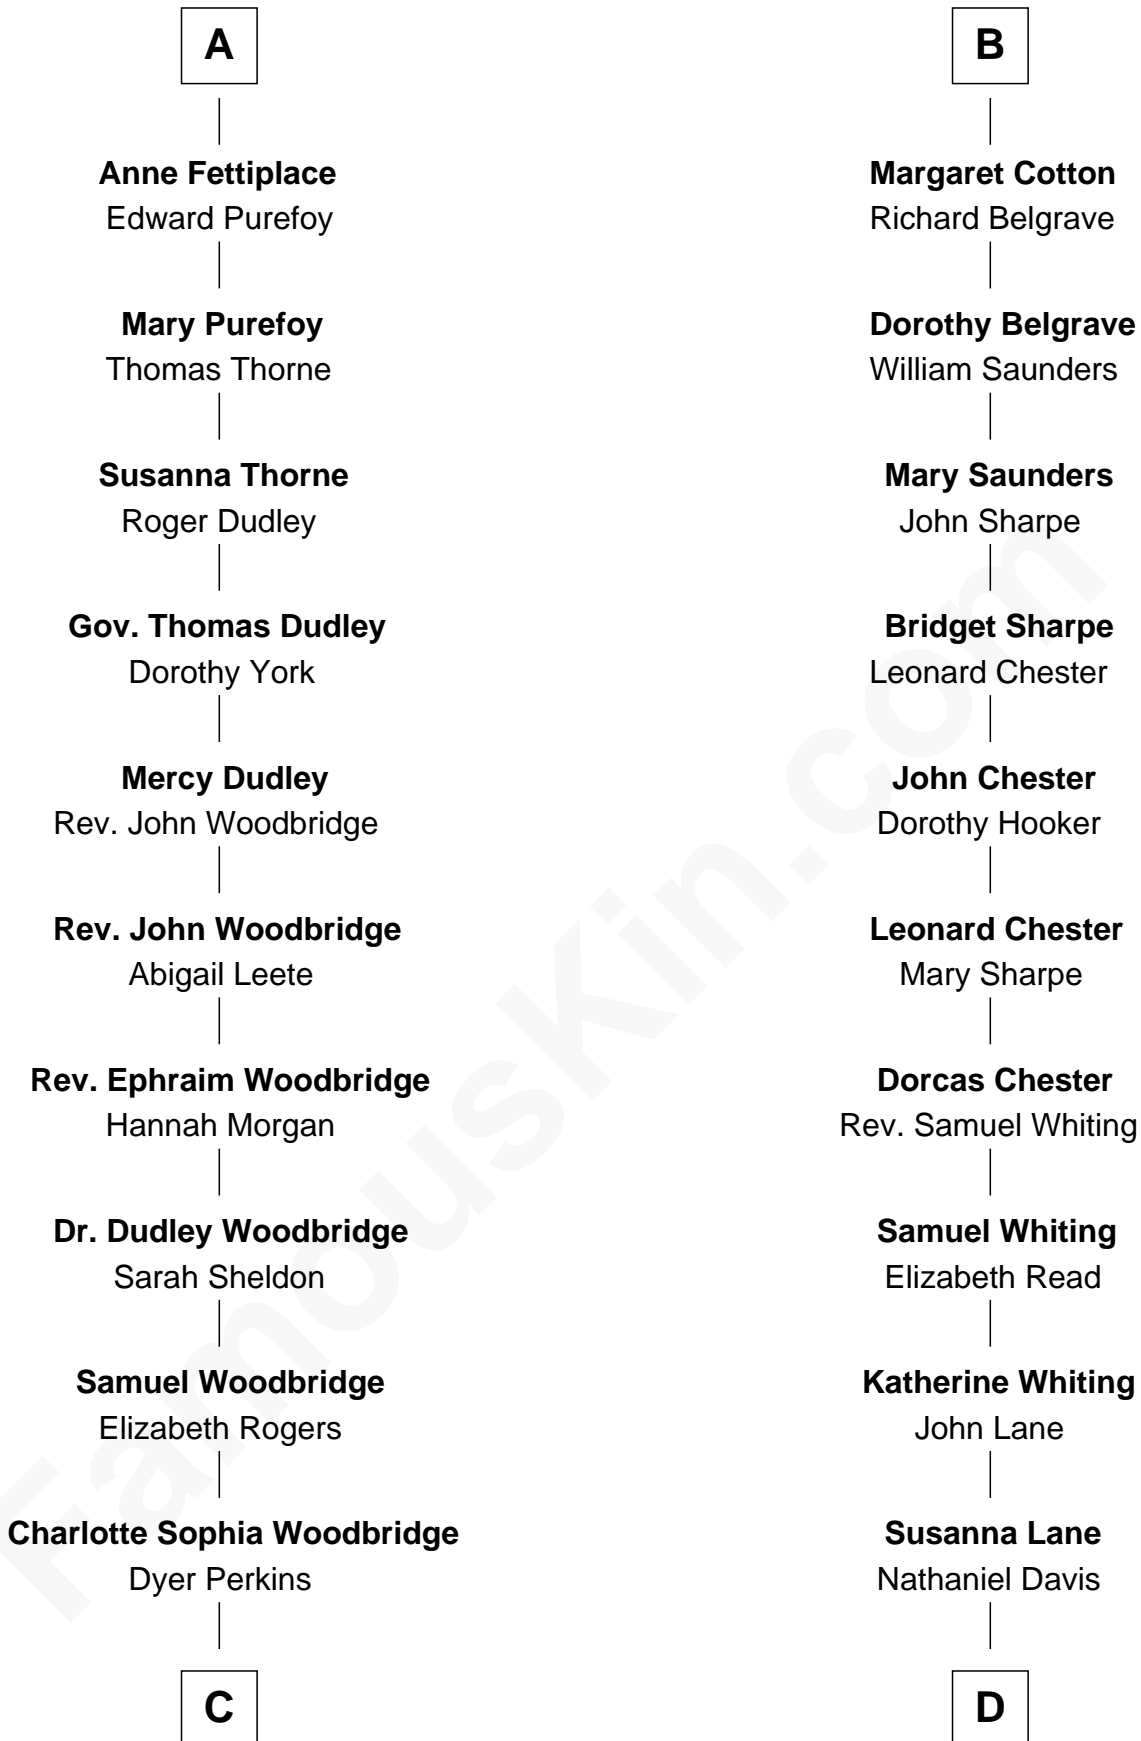 A
Anne Fettiplace
Edward Purefoy
Mary Purefoy
Thomas Thorne
Susanna Thorne
Roger Dudley
Gov. Thomas Dudley
Dorothy York
Mercy Dudley
Rev. John Woodbridge
Rev. John Woodbridge
Abigail Leete
Rev. Ephraim Woodbridge
Hannah Morgan
Dr. Dudley Woodbridge
Sarah Sheldon
Samuel Woodbridge
Elizabeth Rogers
Charlotte Sophia Woodbridge
Dyer Perkins
C
B
Margaret Cotton
Richard Belgrave
Dorothy Belgrave
William Saunders
Mary Saunders
John Sharpe
Bridget Sharpe
Leonard Chester
John Chester
Dorothy Hooker
Leonard Chester
Mary Sharpe
Dorcas Chester
Rev. Samuel Whiting
Samuel Whiting
Elizabeth Read
Katherine Whiting
John Lane
Susanna Lane
Nathaniel Davis
D
FamousKin.com